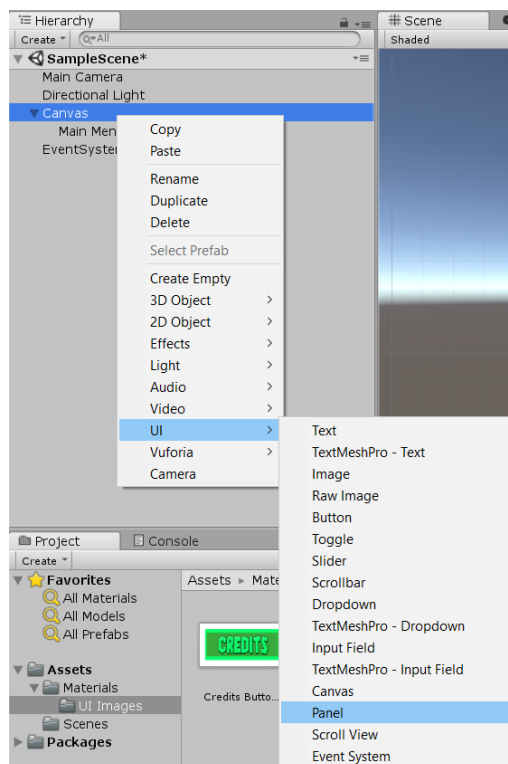 Hierarchy
Create
All
SampleScene*
Main Camera
Directional Light
Canvas
Main Men
EventSyste
Copy
Paste
Rename
Duplicate
Delete
Select Prefab
Create Empty
3D Object
2D Object
Effects
Light
Audio
Video
UI
Vuforia
Camera
Text
TextMeshPro - Text
Image
Raw Image
Button
Toggle
Slider
Scrollbar
Dropdown
TextMeshPro - Dropdown
Input Field
TextMeshPro - Input Field
Canvas
Panel
Scroll View
Event System
Scene
Shaded
Project
Console
Create
Favorites
All Materials
All Models
All Prefabs
Assets
Materials
UI Images
Scenes
Packages
Assets Mate
CREDITS
Credits Butto...